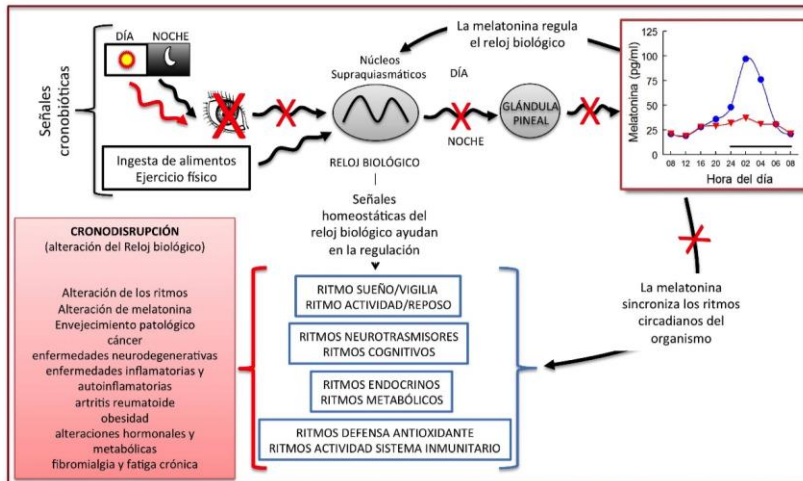 DÍA
NOCHE
Señales
cronobióticas
Ingesta de alimentos
Ejercicio físico
Núcleos
Supraquiasmáticos
RELOJ BIOLÓGICO
La melatonina regula
el reloj biológico
DÍA
NOCHE
GLÁNDULA
PINEAL
Melatonina (pg/ml)
125
100
75
50
25
0
08 12 16 20 24 02 04 06 08
Hora del día
Señales
homeostáticas del
reloj biológico ayudan
en la regulación
CRONODISRUPCIÓN
(alteración del Reloj biológico)
Alteración de los ritmos
Alteración de melatonina
Envejecimiento patológico
cáncer
enfermedades neurodegenerativas
enfermedades inflamatorias y
autoinflamatorias
artritis reumatoide
obesidad
alteraciones hormonales y
metabólicas
fibromialgia y fatiga crónica
RITMO SUEÑO/VIGILIA
RITMO ACTIVIDAD/REPOSO
RITMOS NEUROTRASMISORES
RITMOS COGNITIVOS
RITMOS ENDOCRINOS
RITMOS METABÓLICOS
RITMOS DEFENSA ANTIOXIDANTE
RITMOS ACTIVIDAD SISTEMA INMUNITARIO
La melatonina
sincroniza los ritmos
circadianos del
organismo